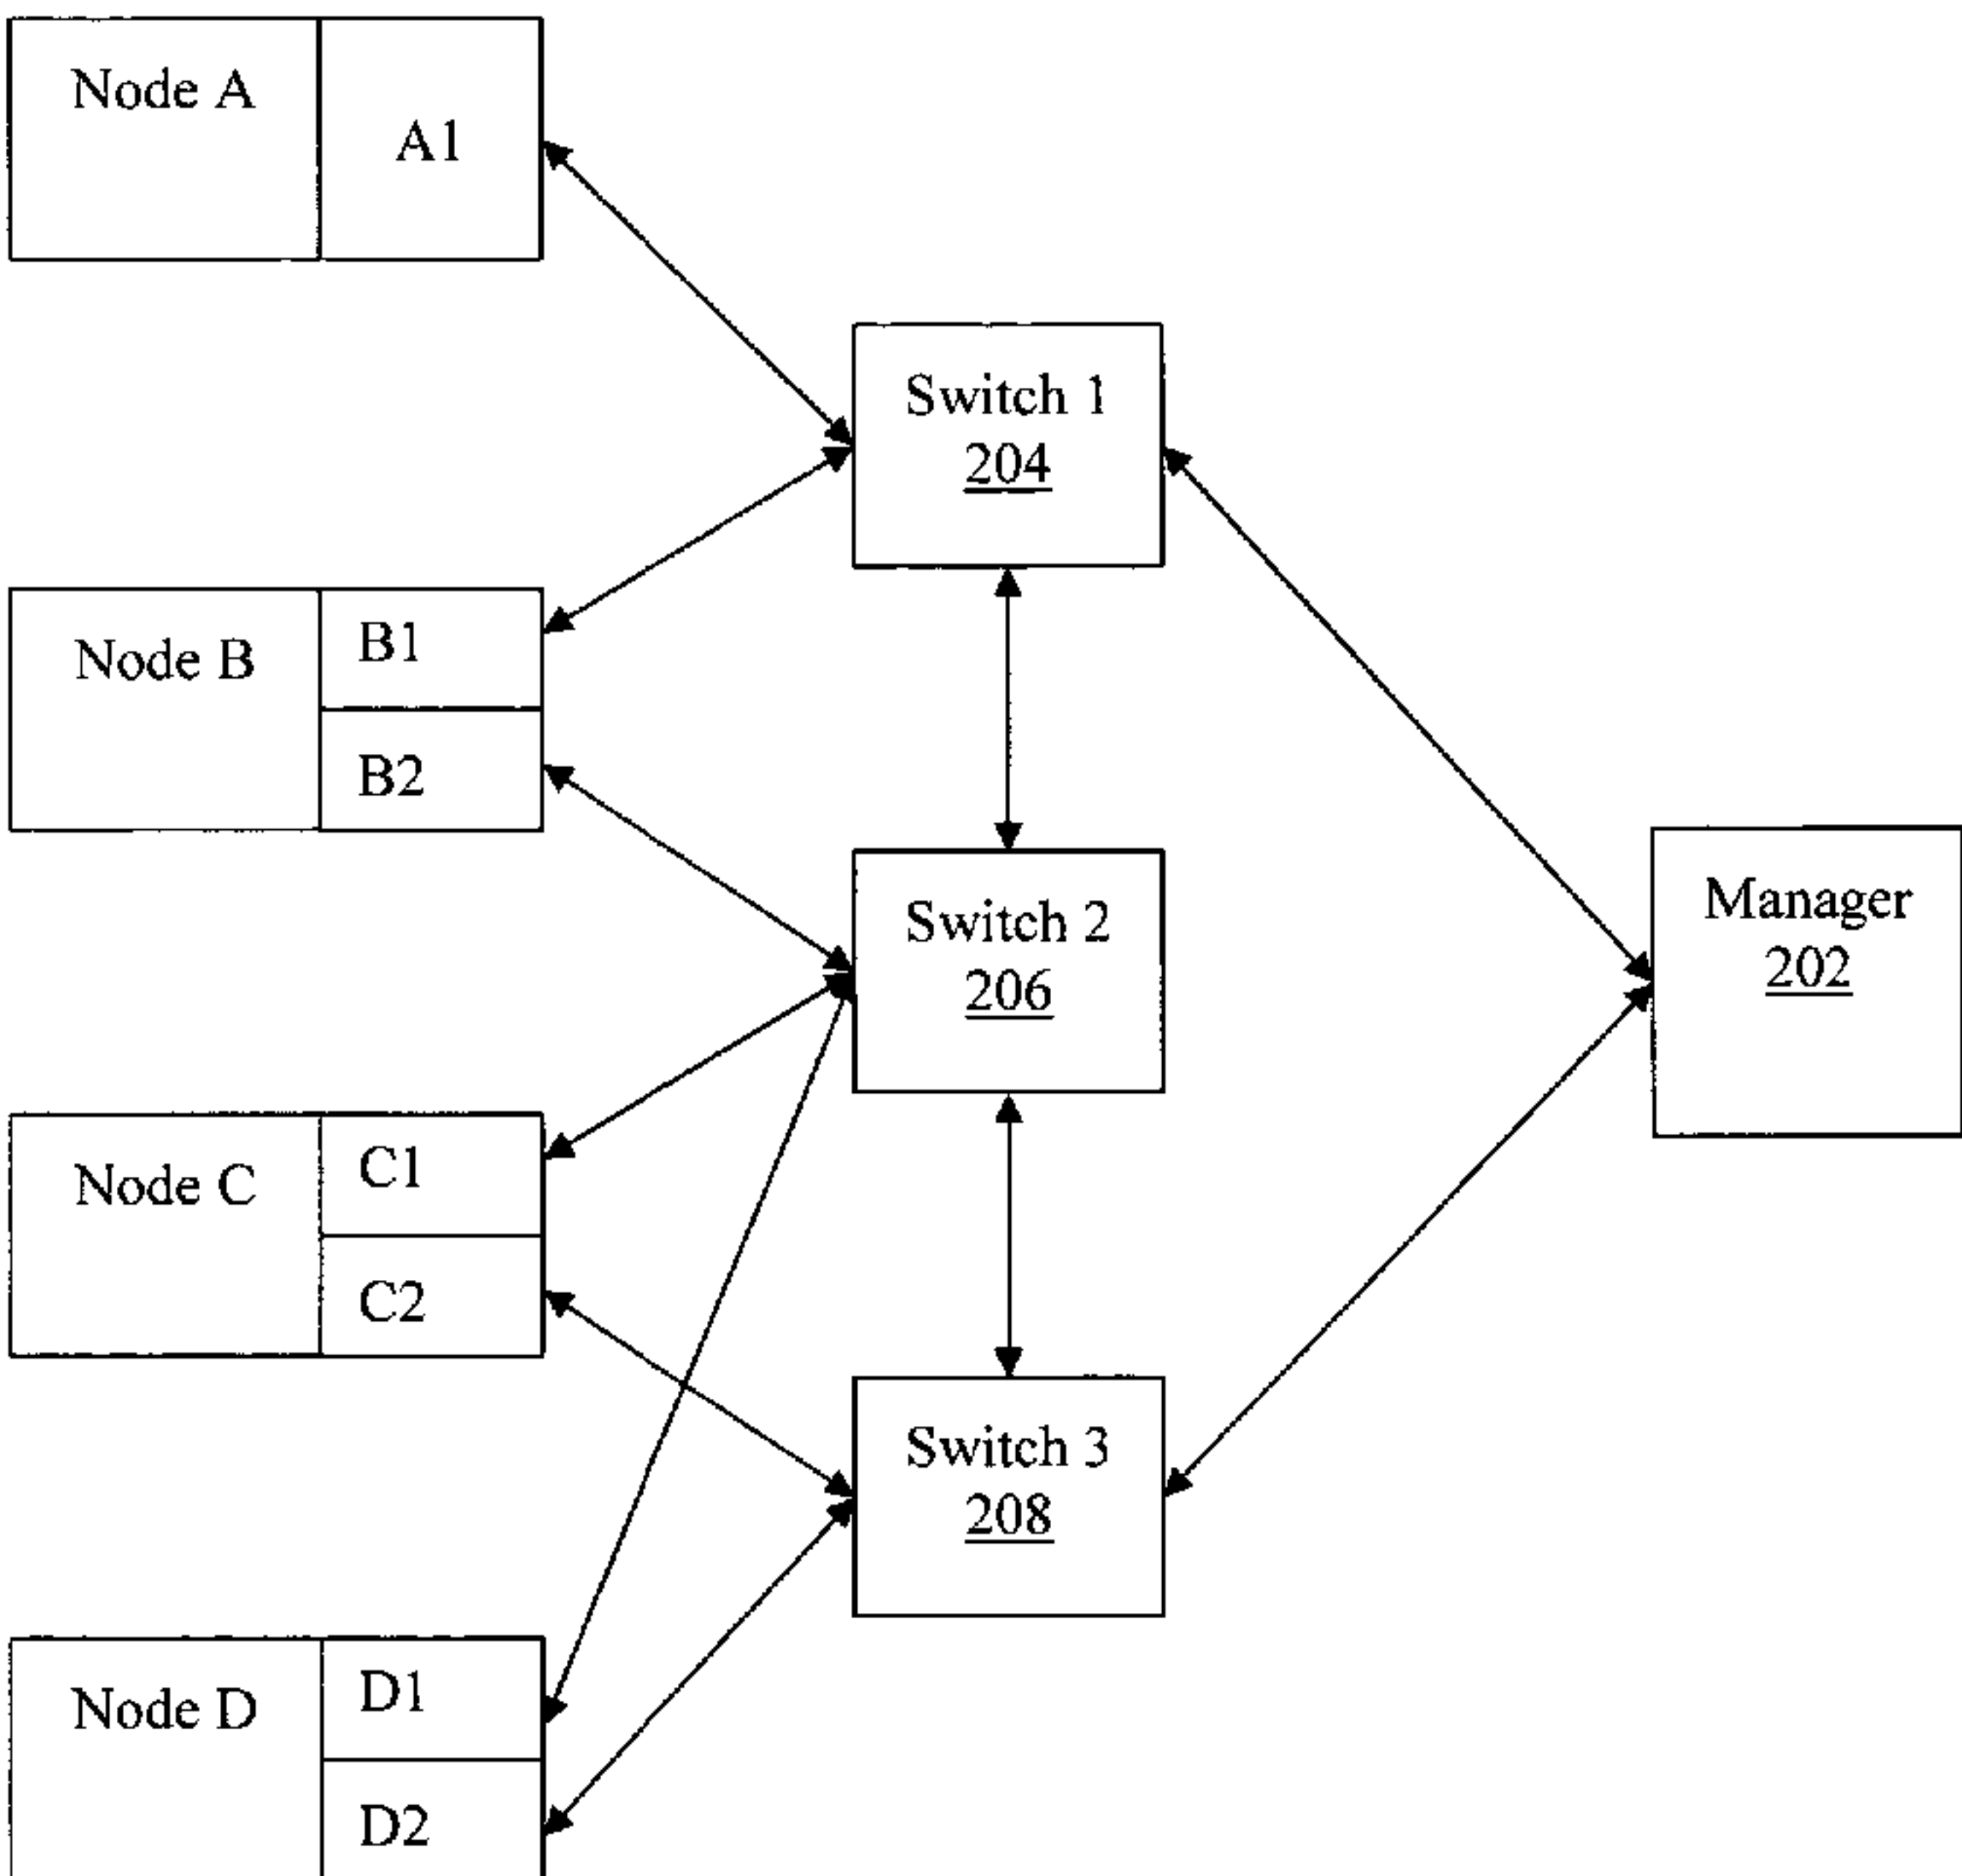 Node A
A1
Switch 1
204
Node B
B1
B2
Switch 2
206
Manager
202
Node C
C1
C2
Switch 3
208
Node D
D1
D2